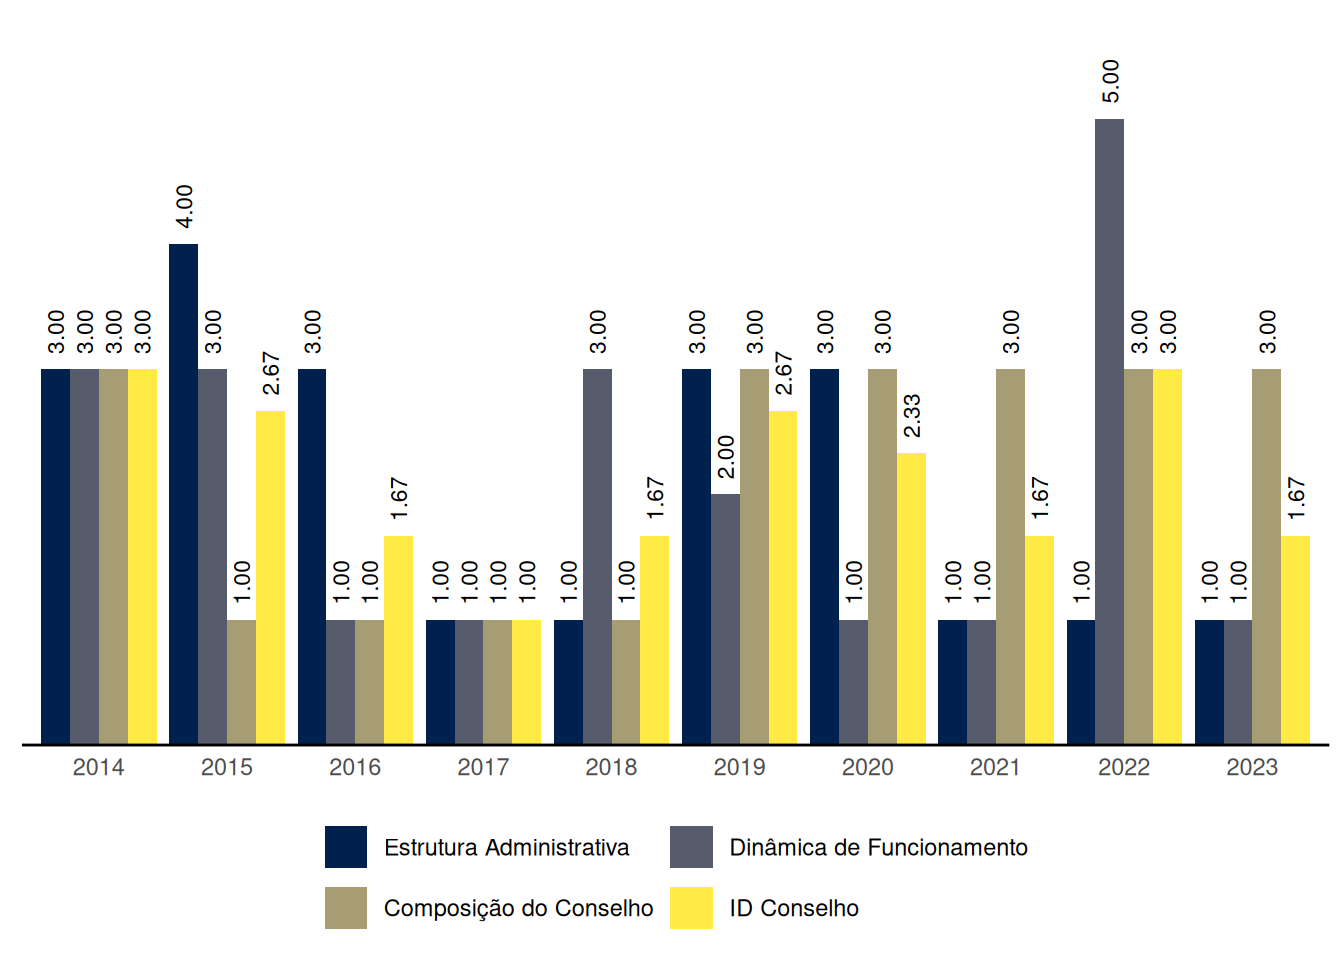 5.00
4.00
3.00 3.00 3.00 3.00 3.00 3.00 3.00 3.00 3.00 3.00 3.00 3.00 3.00 3.00 3.00
2.67 2.67
2.33
2.00
1.67 1.67 1.67 1.67
1.00 1.00 1.00 1.00 1.00 1.00 1.00 1.00 1.00 1.00 1.00 1.00 1.00 1.00 1.00
2014 2015 2016 2017 2018 2019 2020 2021 2022 2023
Estrutura Administrativa Dinâmica de Funcionamento
Composição do Conselho ID Conselho